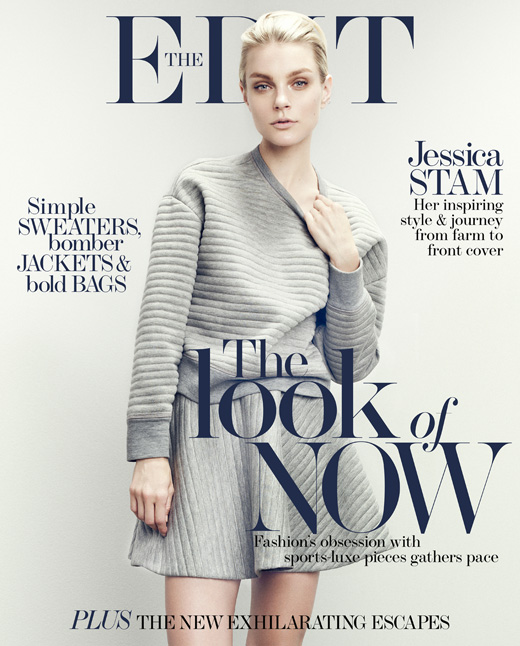 THE EDIT
Jessica
STAM
Her inspiring
style & journey
from farm to
front cover
Simple
SWEATERS,
bomber
JACKETS &
bold BAGS
The
look of
NOW
Fashion's obsession with
sports-luxe pieces gathers pace
PLUS THE NEW EXHILARATING ESCAPES